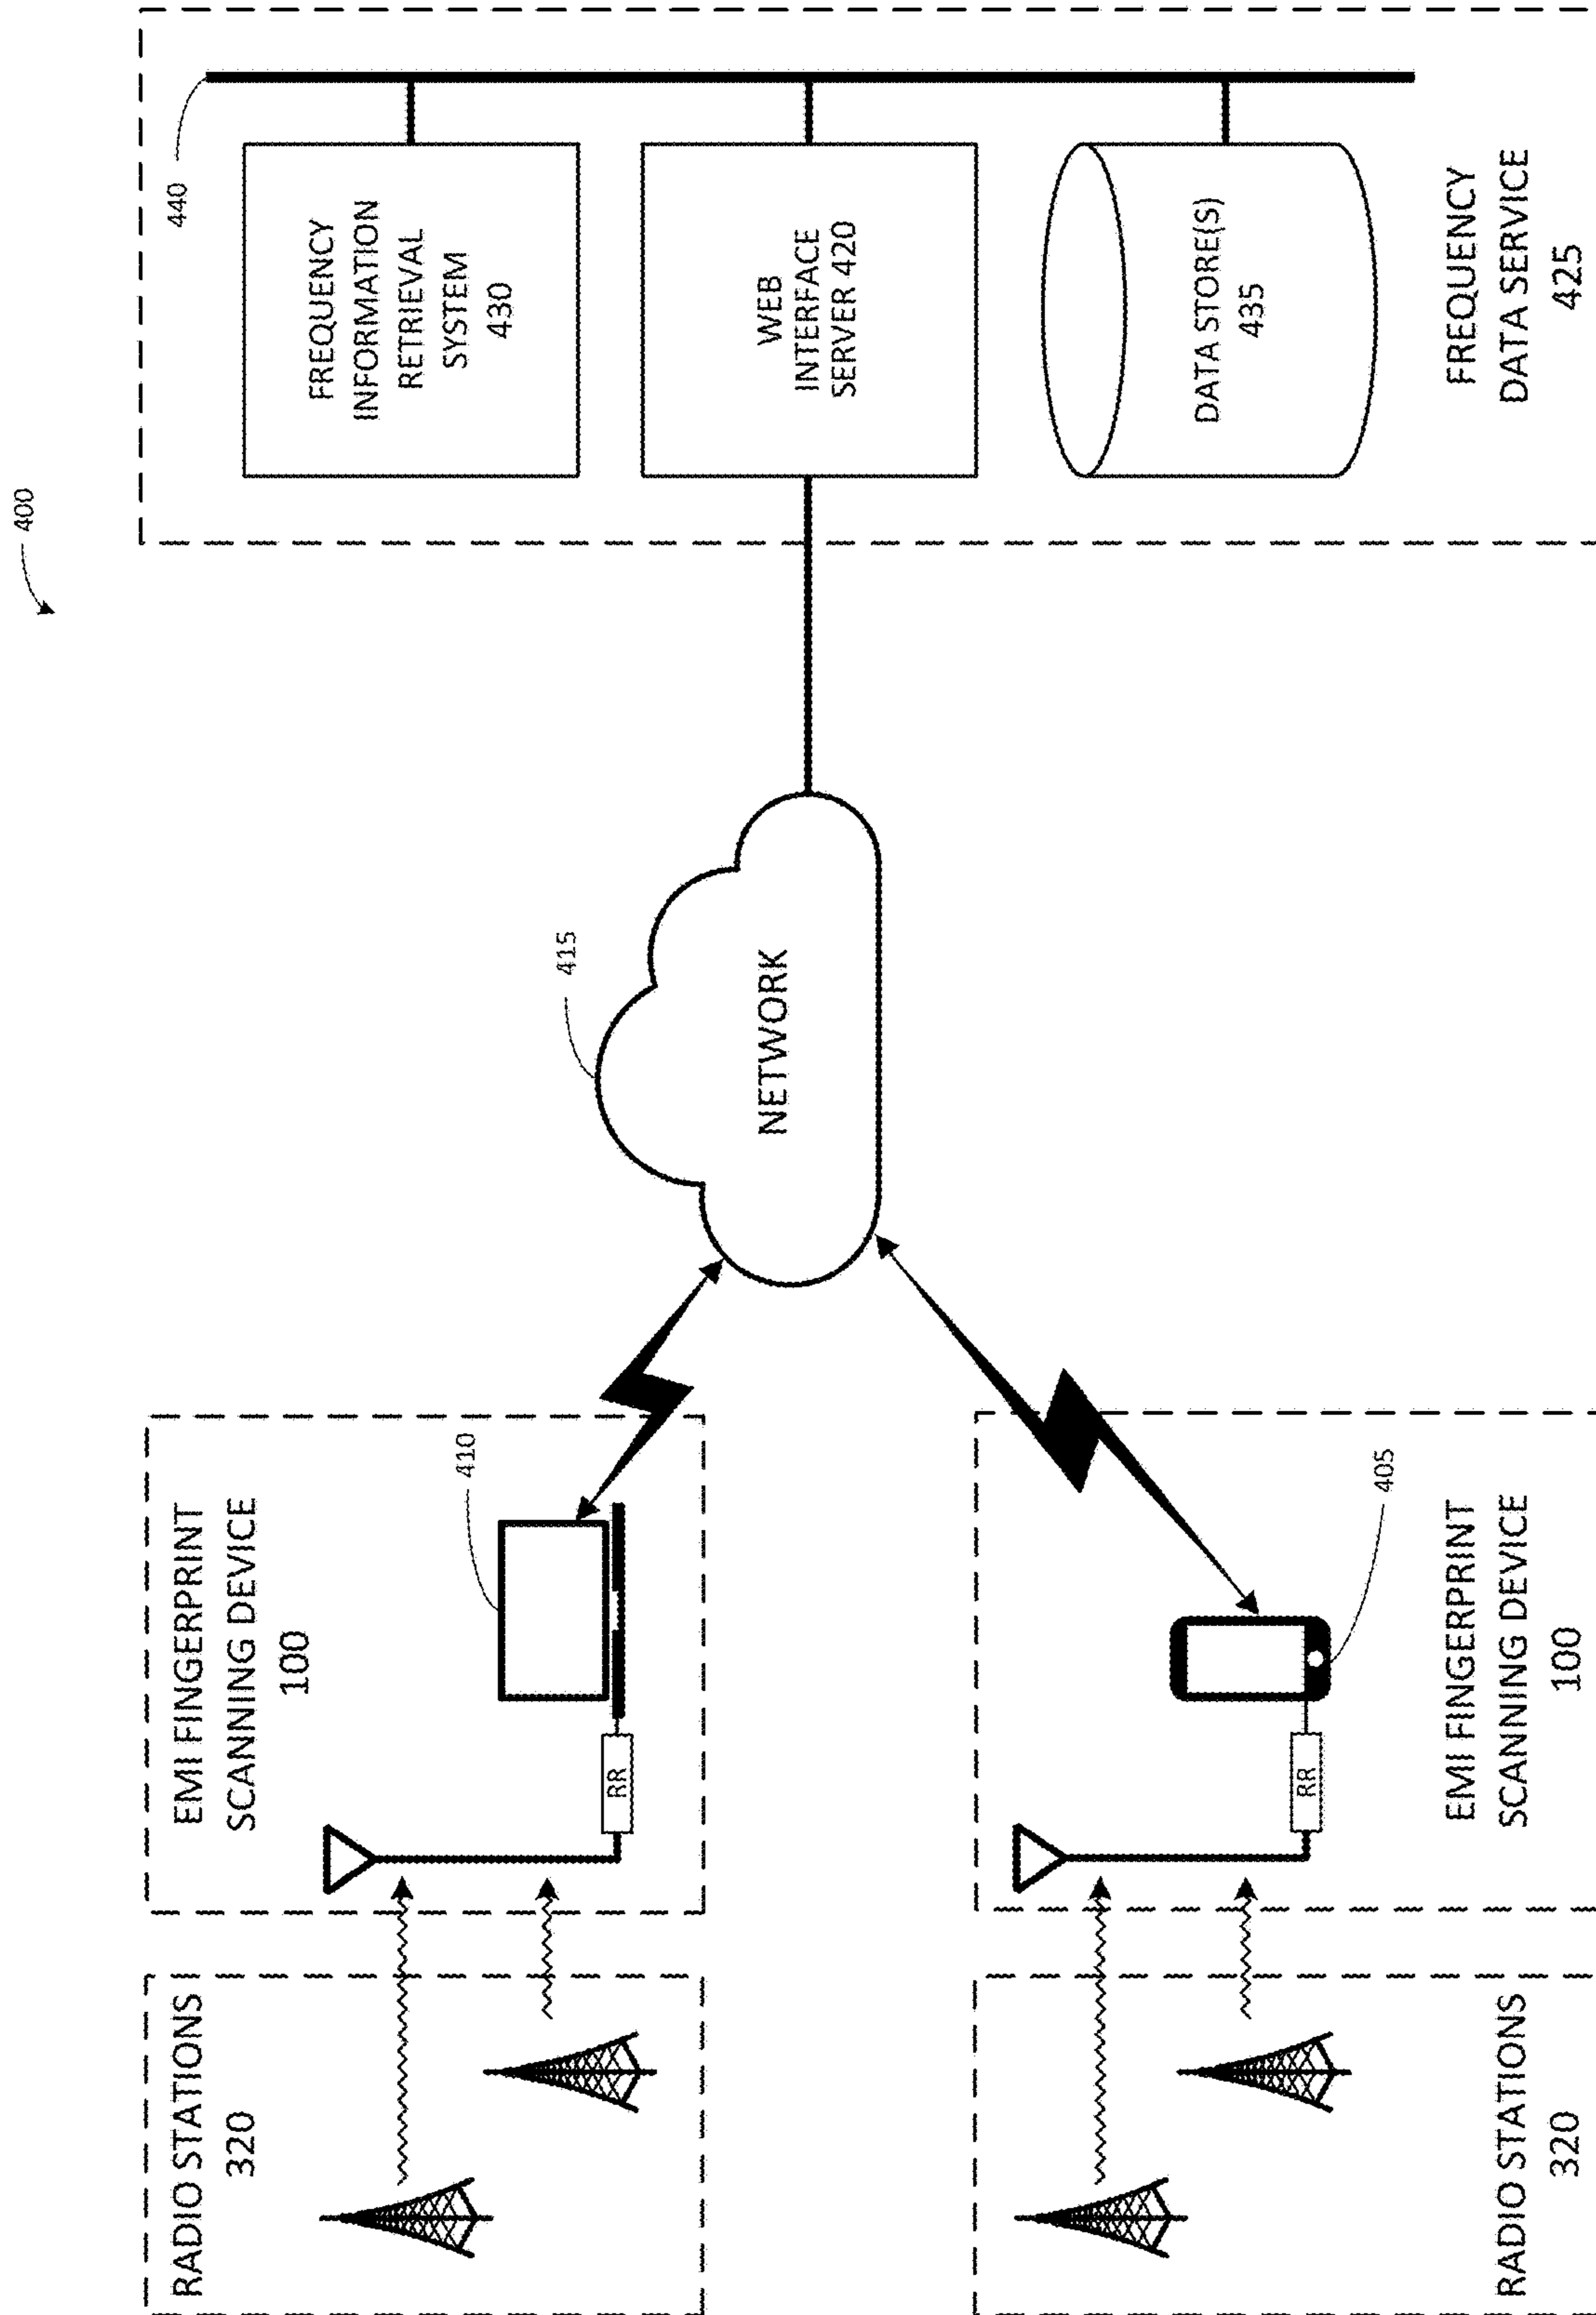 400
RADIO STATIONS
320
EMI FINGERPRINT
SCANNING DEVICE
100
410
RR
415
NETWORK
440
FREQUENCY
INFORMATION
RETRIEVAL
SYSTEM
430
WEB
INTERFACE
SERVER 420
DATA STORE(S)
435
FREQUENCY
DATA SERVICE
425
RR
405
EMI FINGERPRINT
SCANNING DEVICE
100
RADIO STATIONS
320